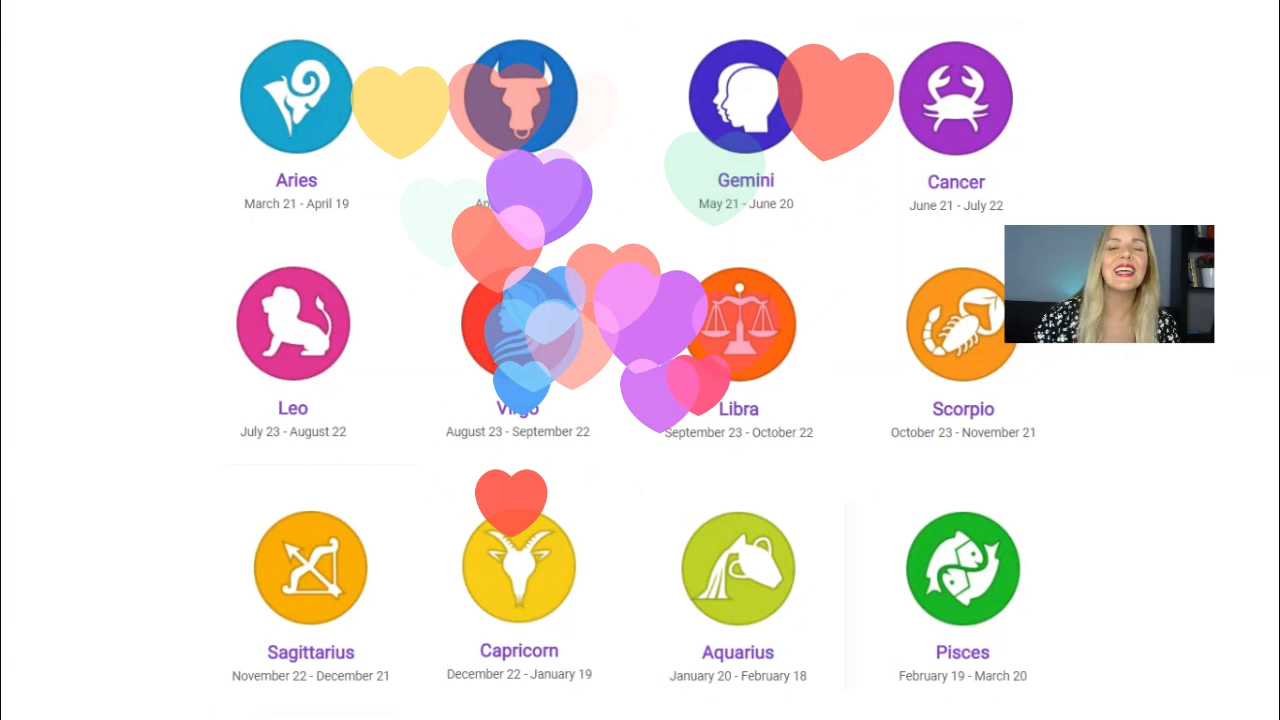 Aries
Gemini
Cancer
March 21 - April 19
May 21 - June 20
June 21 - July 22
Leo
Virgo
Libra
Scorpio
July 23 - August 22
August 23 - September 22
September 23 - October 22
October 23 - November 21
Sagittarius
Capricorn
Aquarius
Pisces
November 22 - December 21
December 22 - January 19
January 20 - February 18
February 19 - March 20